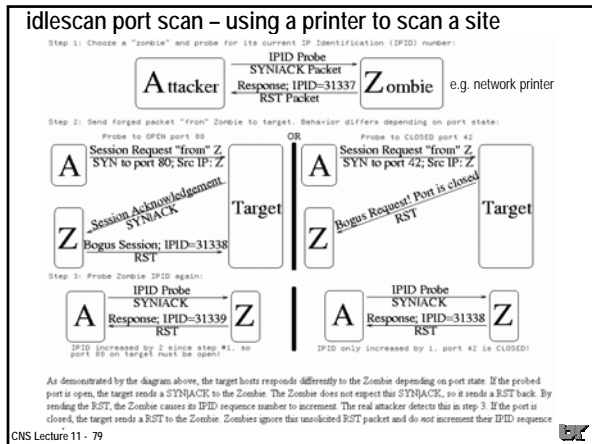 idlescan port scan – using a printer to scan a site
Step 1: Choose a "zombie" and probe for its current IP Identification (IPID) number:
Attacker
IPID Probe
SYN|ACK Packet
Response; IPID=31337
RST Packet
Zombie
e.g. network printer
Step 2: Send forged packet "from" Zombie to target. Behavior differs depending on port state:
Probe to OPEN port 80
OR
Probe to CLOSED port 42
A
Session Request "from" Z
SYN to port 80; Src IP: Z
Session Acknowledgement
SYN|ACK
Target
Z
Bogus Session; IPID=31338
RST
A
Session Request "from" Z
SYN to port 42; Src IP: Z
Bogus Request! Port is closed
RST
Target
Z
Step 3: Probe Zombie IPID again:
A
IPID Probe
SYN|ACK
Response; IPID=31339
RST
Z
IPID increased by 2 since step #1, so
port 80 on target must be open!
A
IPID Probe
SYN|ACK
Response; IPID=31338
RST
Z
IPID only increased by 1. port 42 is CLOSED!
As demonstrated by the diagram above, the target hosts responds differently to the Zombie depending on port state. If the probed
port is open, the target sends a SYN|ACK to the Zombie. The Zombie does not expect this SYN|ACK, so it sends a RST back. By
sending the RST, the Zombie causes its IPID sequence number to increment. The real attacker detects this in step 3. If the port is
closed, the target sends a RST to the Zombie. Zombies ignore this unsolicited RST packet and do not increment their IPID sequence
CNS Lecture 11 - 79